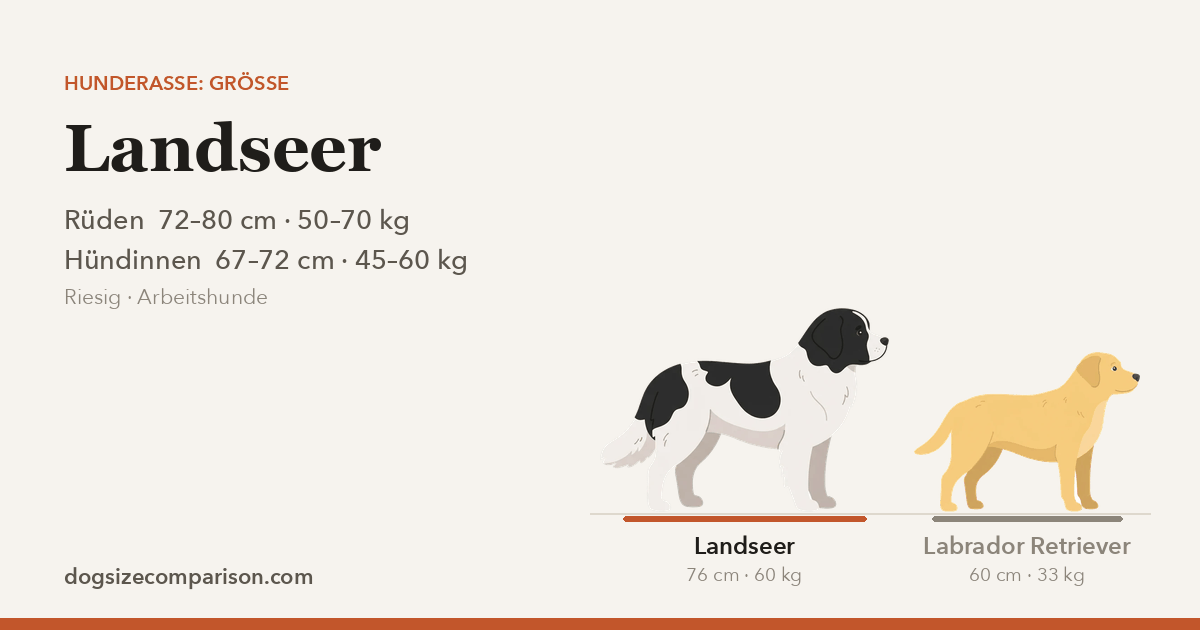 HUNDERASSE: GRÖSSE
Landseer
Rüden 72–80 cm · 50–70 kg
Hündinnen 67–72 cm · 45–60 kg
Riesig · Arbeitshunde
Landseer
76 cm · 60 kg
Labrador Retriever
60 cm · 33 kg
dogsizecomparison.com